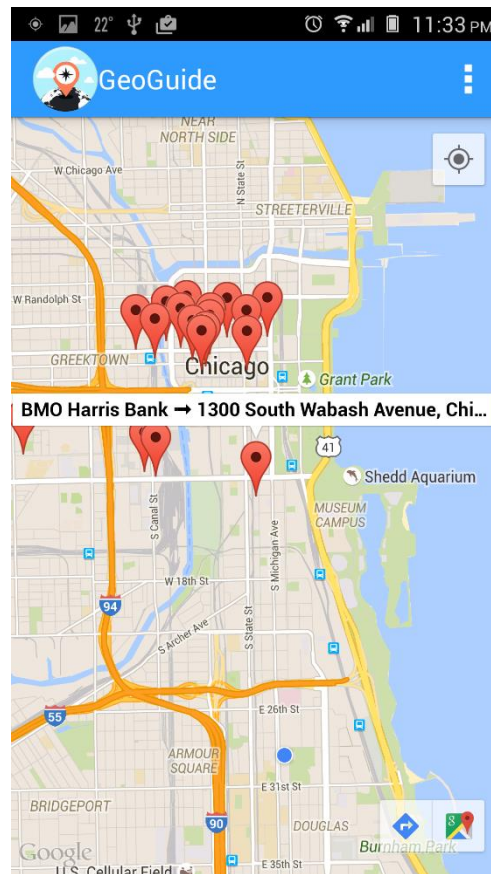 22° 11:33 PM
GeoGuide
NEAR
NORTH SIDE
W Chicago Ave
N State St
STREETERVILLE
W Randolph St
GREEKTOWN
Chicago
Grant Park
BMO Harris Bank → 1300 South Wabash Avenue, Chi...
41
Shedd Aquarium
S Canal St
MUSEUM
CAMPUS
S Michigan Ave
W 18th St
94
S State St
S Archer Ave
55
E 26th St
ARMOUR
SQUARE
E 31st St
BRIDGEPORT
90
DOUGLAS
Burnham Park
Google
U.S. Cellular Field
E 35th St